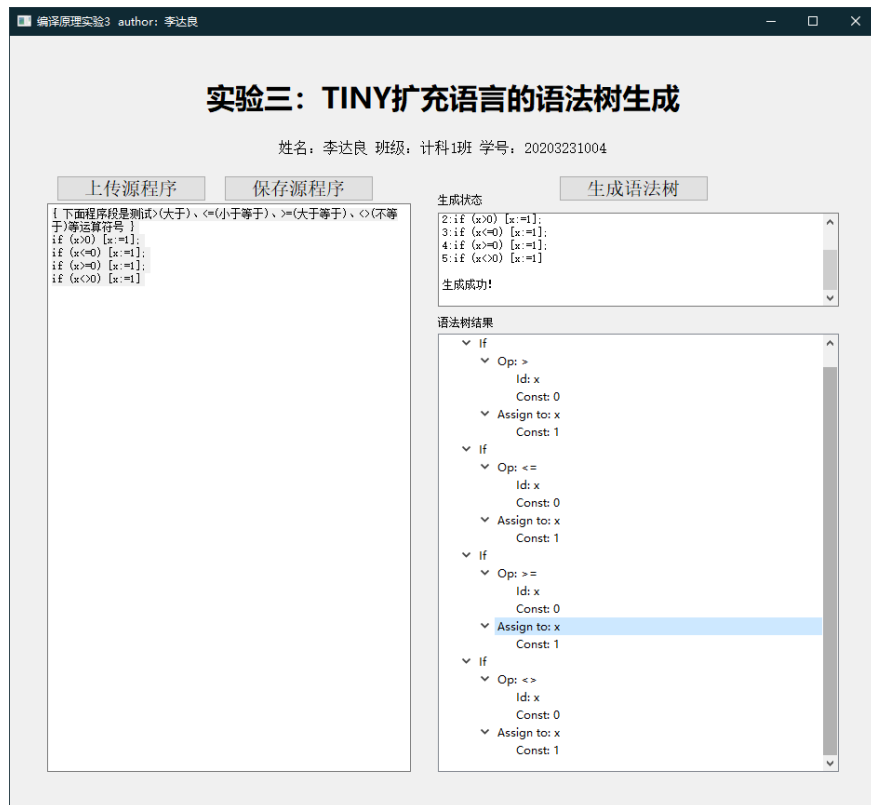 编译原理实验3 author: 李达良
实验三：TINY扩充语言的语法树生成
姓名：李达良 班级：计科1班 学号：20203231004
上传源程序
保存源程序
{ 下面程序段是测试>(大于)、<=(小于等于)、>=(大于等于)、<>(不等
于)等运算符号 }
if (x>0) [x:=1];
if (x<=0) [x:=1];
if (x>=0) [x:=1];
if (x<>0) [x:=1]
生成状态
生成语法树
2:if (x>0) [x:=1];
3:if (x<=0) [x:=1];
4:if (x>=0) [x:=1];
5:if (x<>0) [x:=1]
生成成功!
语法树结果
If
Op: >
Id: x
Const: 0
Assign to: x
Const: 1
If
Op: <=
Id: x
Const: 0
Assign to: x
Const: 1
If
Op: >=
Id: x
Const: 0
Assign to: x
Const: 1
If
Op: <>
Id: x
Const: 0
Assign to: x
Const: 1